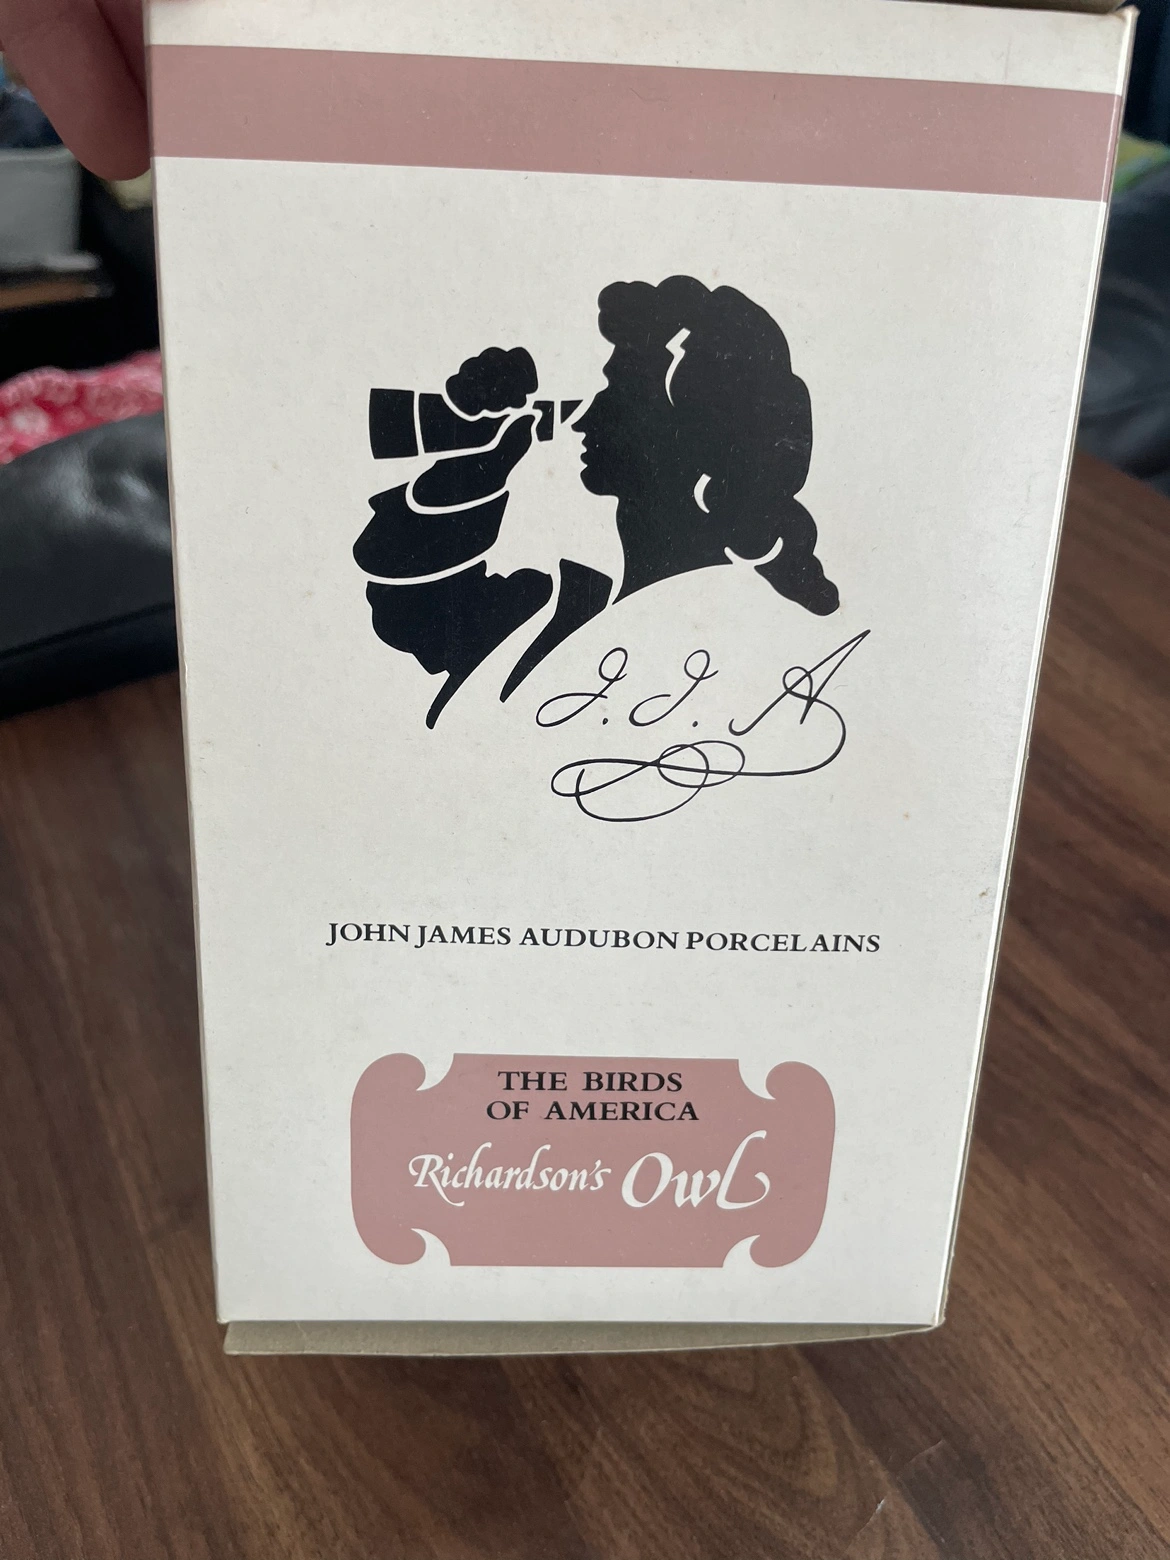 J. J. A
JOHN JAMES AUDUBON PORCELAINS
THE BIRDS
OF AMERICA
Richardson's Owl